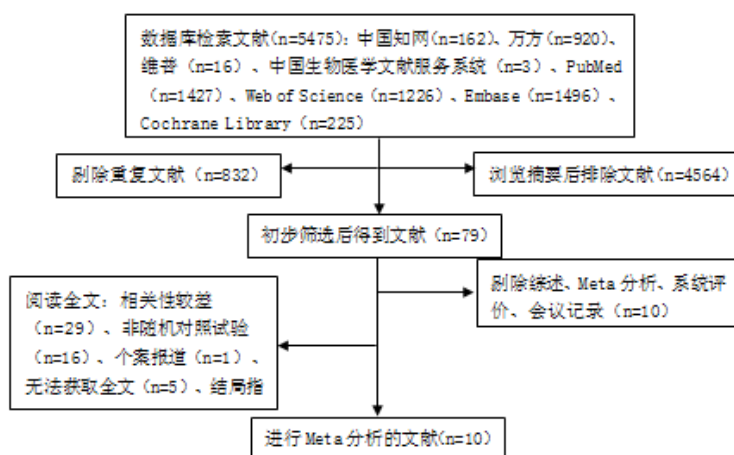 数据库检索文献(n=5475)：中国知网(n=162)、万方(n=920)、
维普（n=16）、中国生物医学文献服务系统（n=3）、PubMed
（n=1427）、Web of Science（n=1226）、Embase（n=1496）、
Cochrane Library（n=225）
剔除重复文献（n=832）
浏览摘要后排除文献(n=4564)
初步筛选后得到文献（n=79）
剔除综述、Meta 分析、系统评
价、会议记录（n=10）
阅读全文：相关性较差
（n=29）、非随机对照试验
（n=16）、个案报道（n=1）、
无法获取全文（n=5）、结局指
进行 Meta 分析的文献(n=10)